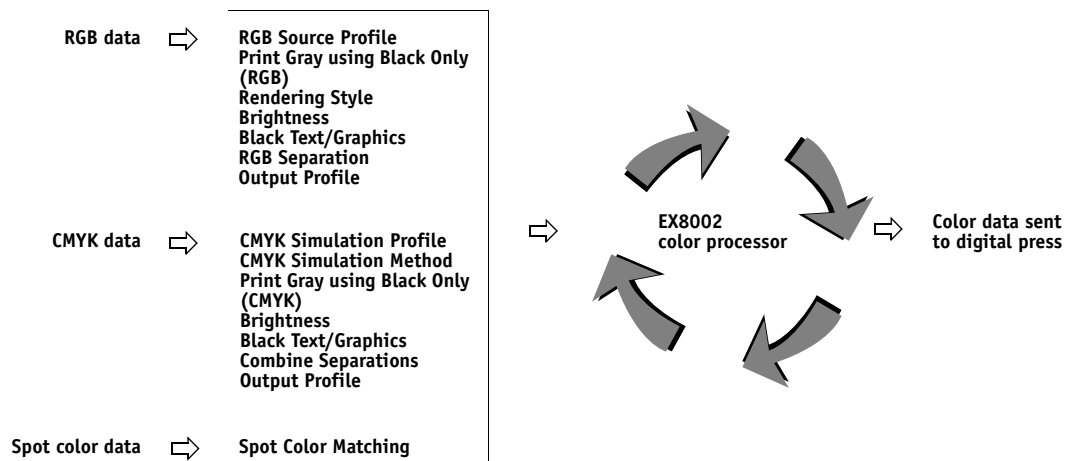 RGB data
RGB Source Profile
Print Gray using Black Only
(RGB)
Rendering Style
Brightness
Black Text/Graphics
RGB Separation
Output Profile
CMYK data
CMYK Simulation Profile
CMYK Simulation Method
Print Gray using Black Only
(CMYK)
Brightness
Black Text/Graphics
Combine Separations
Output Profile
Spot color data
Spot Color Matching
EX8002
color processor
Color data sent
to digital press